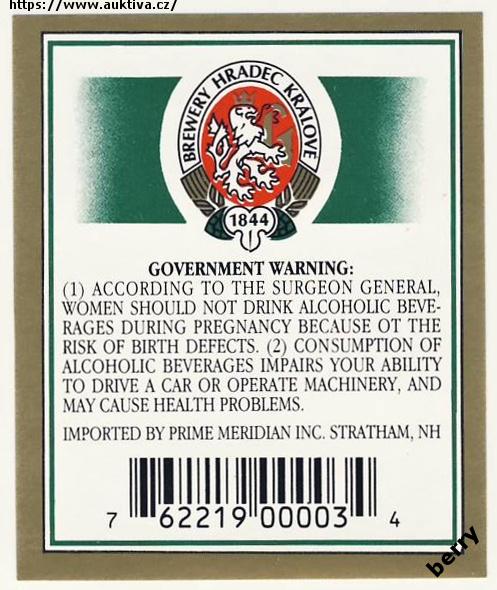 https://www.auktiva.cz/
BREWERY HRADEC KRALOVE
1844
GOVERNMENT WARNING:
(1) ACCORDING TO THE SURGEON GENERAL,
WOMEN SHOULD NOT DRINK ALCOHOLIC BEVE-
RAGES DURING PREGNANCY BECAUSE OT THE
RISK OF BIRTH DEFECTS. (2) CONSUMPTION OF
ALCOHOLIC BEVERAGES IMPAIRS YOUR ABILITY
TO DRIVE A CAR OR OPERATE MACHINERY, AND
MAY CAUSE HEALTH PROBLEMS.
IMPORTED BY PRIME MERIDIAN INC. STRATHAM, NH
7 62219 00003 4
berry